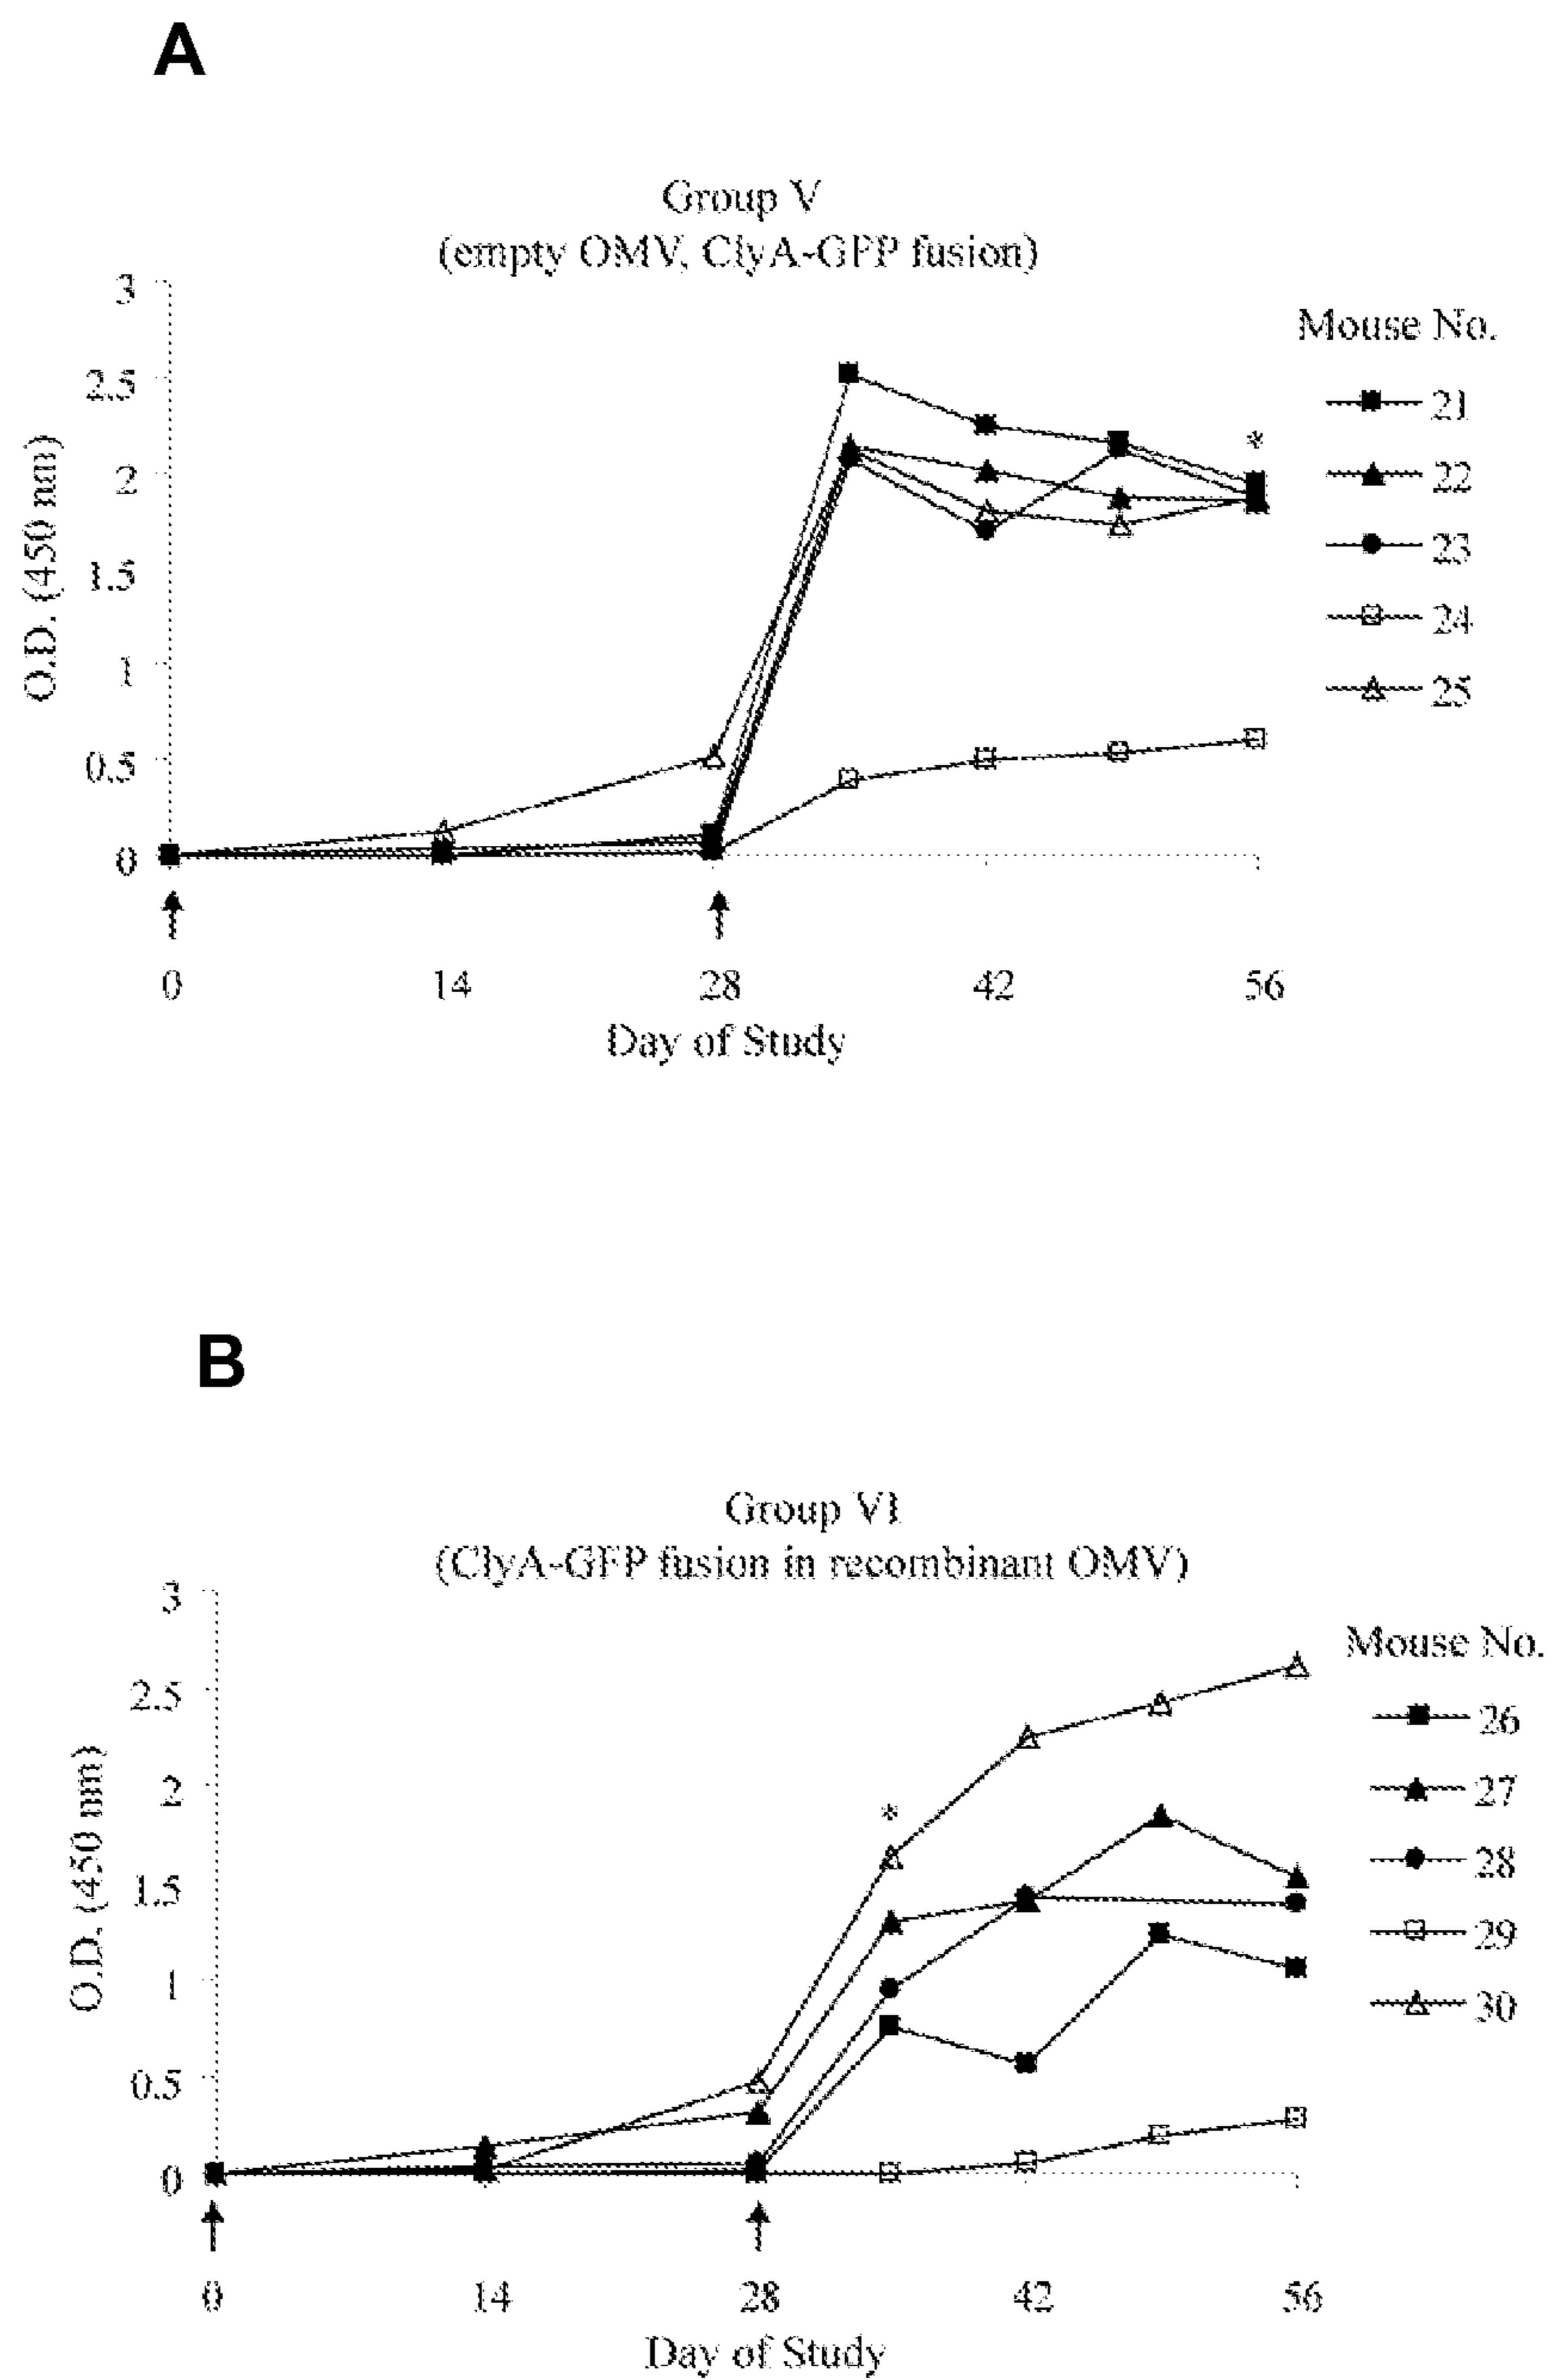 A
Group V
(empty OMV, ClyA-GFP fusion)
3
2.5
2
1.5
1
0.5
0
O.D. (450 nm)
*
Mouse No.
21
22
23
24
25
0 14 28 42 56
Day of Study
B
Group VI
(ClyA-GFP fusion in recombinant OMV)
3
2.5
2
1.5
1
0.5
0
O.D. (450 nm)
*
Mouse No.
26
27
28
29
30
0 14 28 42 56
Day of Study